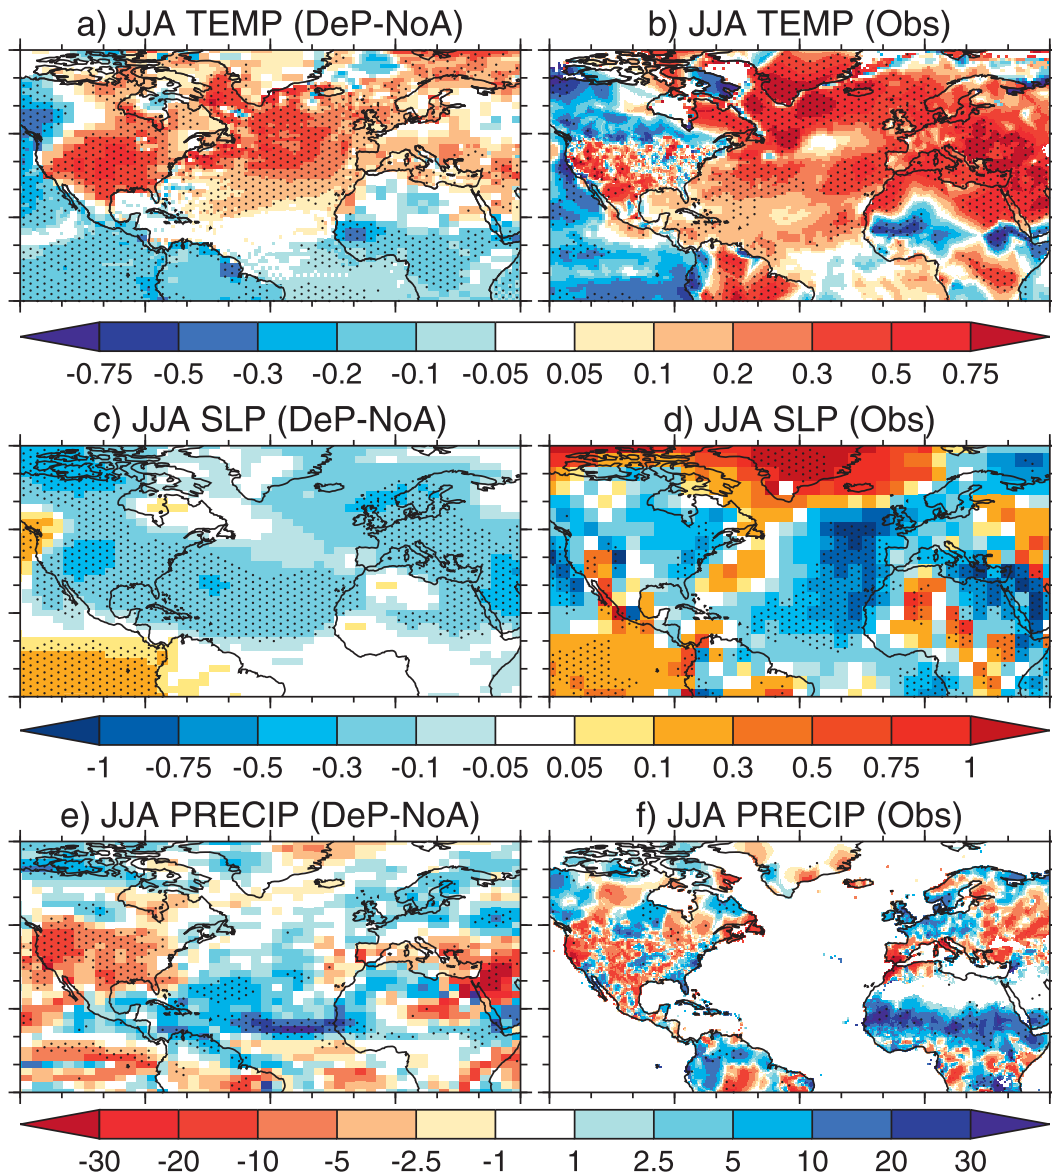 a) JJA TEMP (DeP-NoA) b) JJA TEMP (Obs)
-0.75 -0.5 -0.3 -0.2 -0.1 -0.05 0.05 0.1 0.2 0.3 0.5 0.75
c) JJA SLP (DeP-NoA) d) JJA SLP (Obs)
-1 -0.75 -0.5 -0.3 -0.1 -0.05 0.05 0.1 0.3 0.5 0.75 1
e) JJA PRECIP (DeP-NoA) f) JJA PRECIP (Obs)
-30 -20 -10 -5 -2.5 -1 1 2.5 5 10 20 30